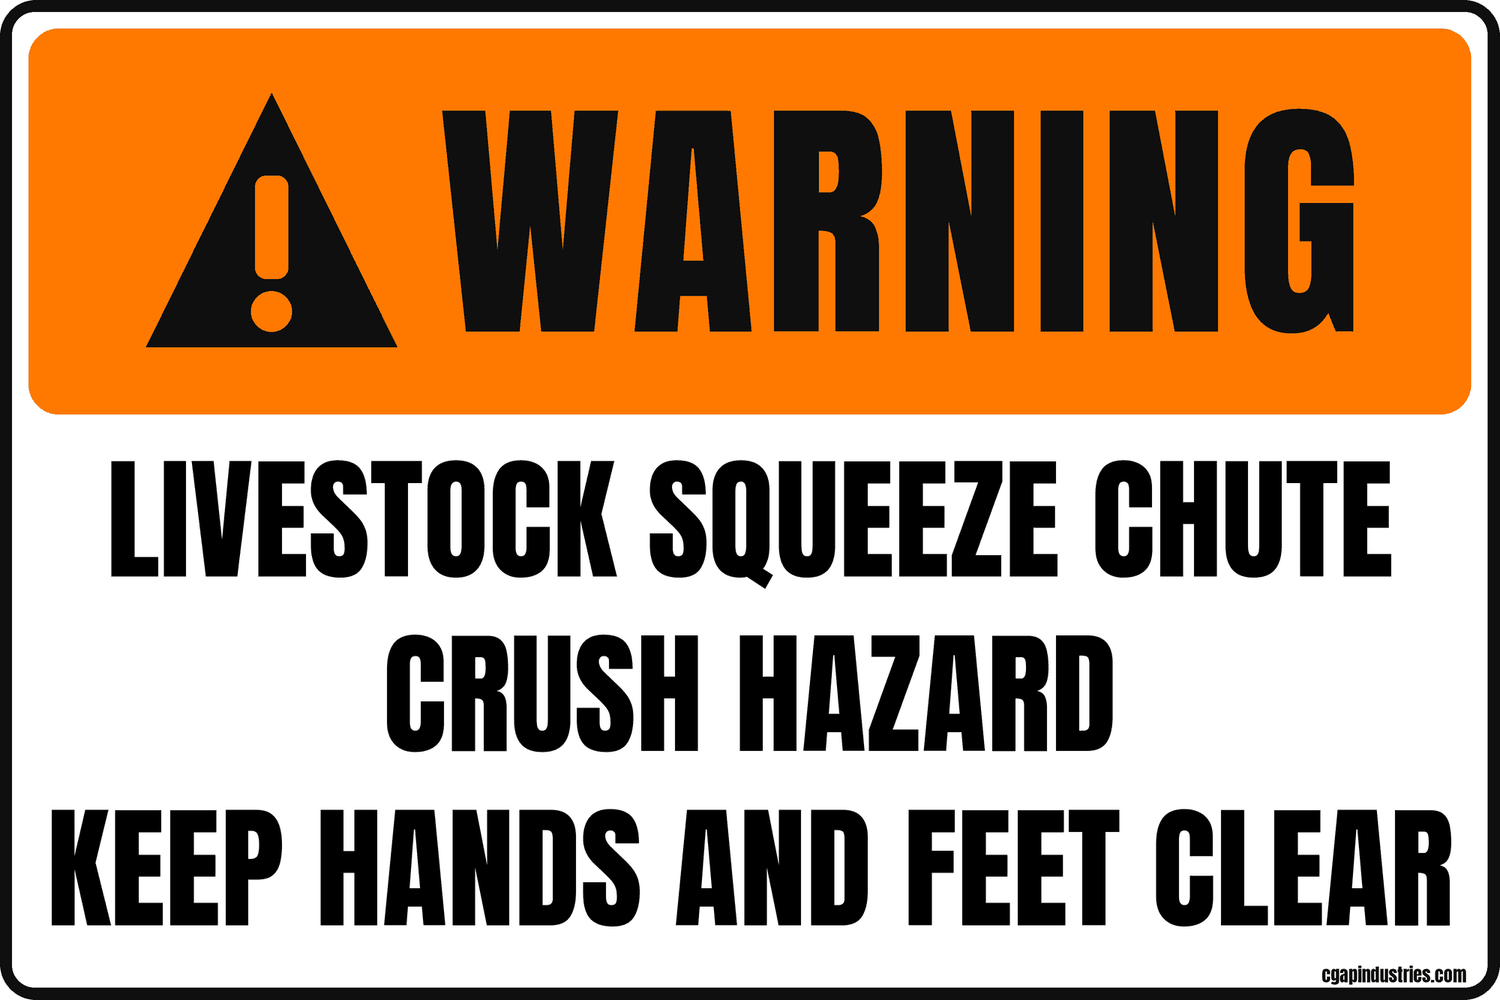 WARNING
LIVESTOCK SQUEEZE CHUTE
CRUSH HAZARD
KEEP HANDS AND FEET CLEAR
cgapindustries.com